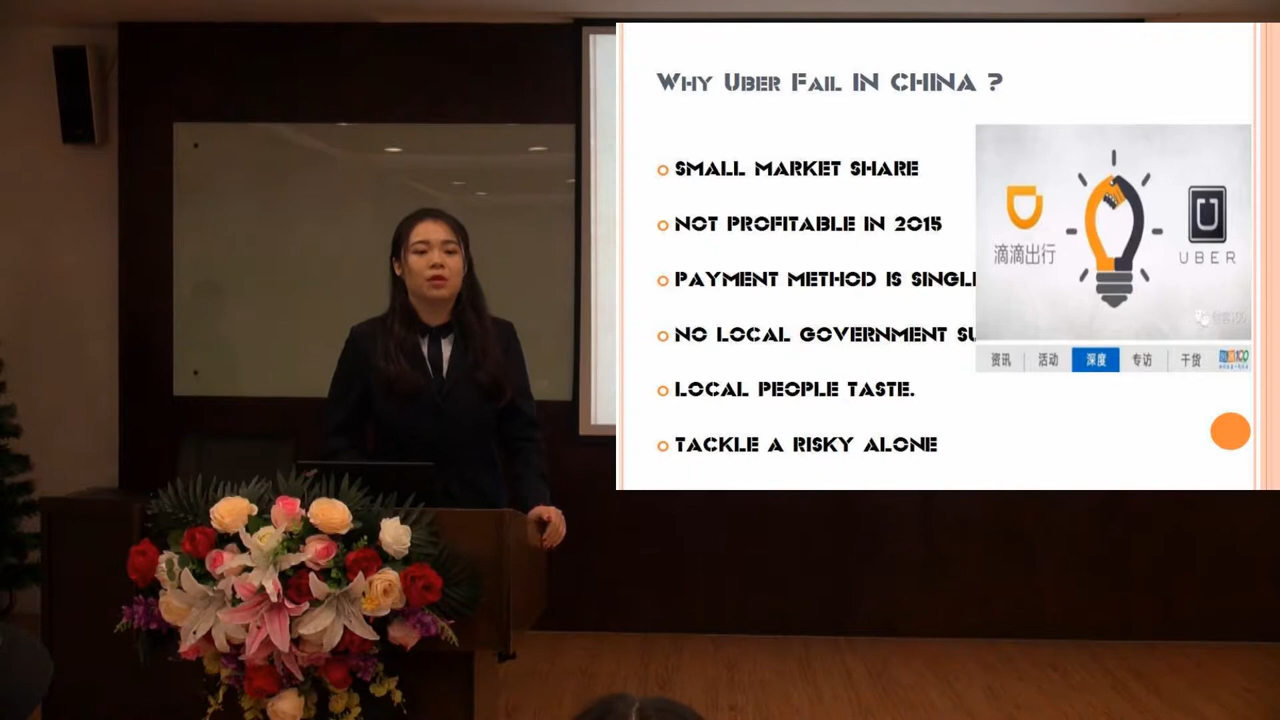 WHY UBER FAIL IN CHINA ?
SMALL MARKET SHARE
NOT PROFITABLE IN 2015
PAYMENT METHOD IS SINGL
NO LOCAL GOVERNMENT SU
LOCAL PEOPLE TASTE.
TACKLE A RISKY ALONE
滴滴出行
UBER
资讯 活动 深度 专访 干货